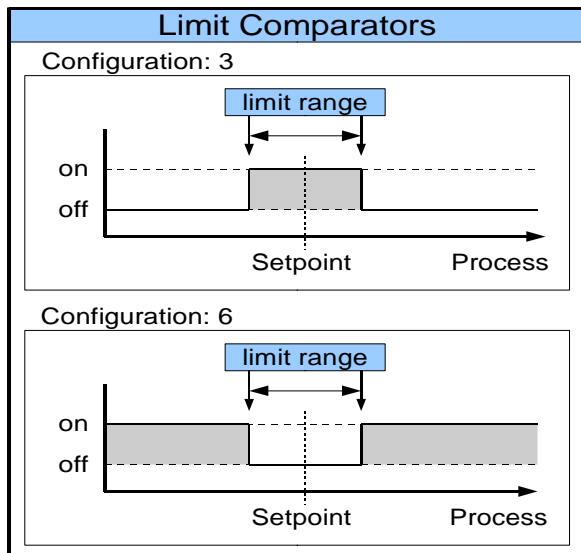 Limit Comparators
Configuration: 3
limit range
on
off
Setpoint Process
Configuration: 6
limit range
on
off
Setpoint Process